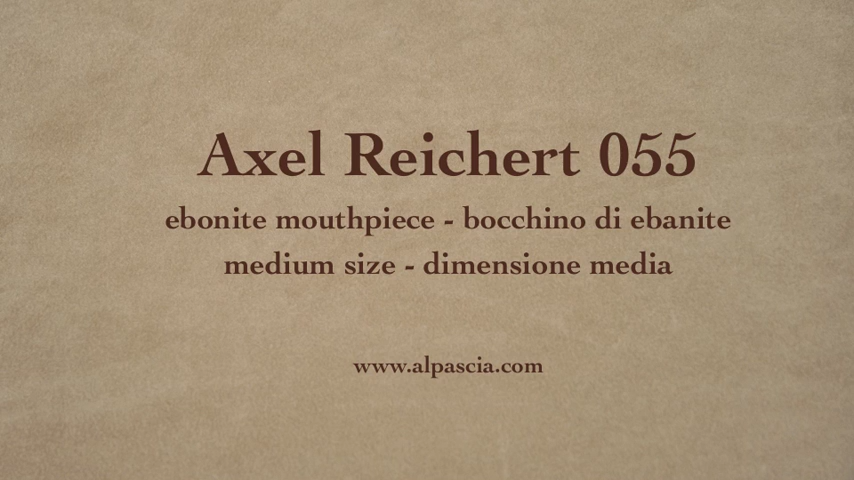 Axel Reichert 055
ebonite mouthpiece - bocchino di ebanite
medium size - dimensione media
www.alpascia.com